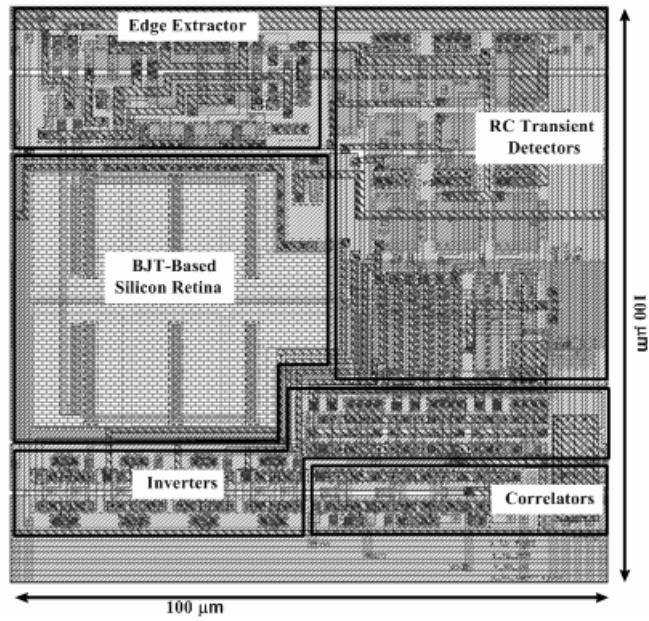 Edge Extractor
RC Transient
Detectors
BJT-Based
Silicon Retina
100 μm
Inverters
Correlators
100 μm